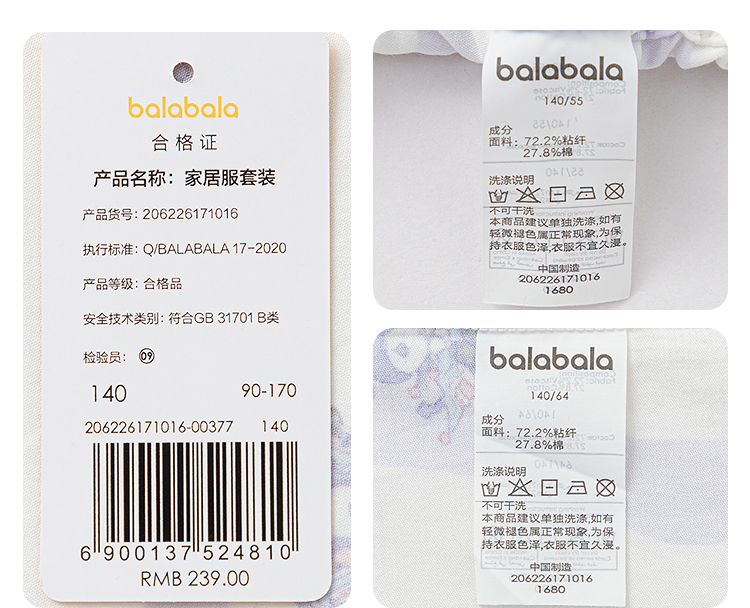 balabala
合格证
产品名称：家居服套装
产品货号：206226171016
执行标准：Q/BALABALA 17-2020
产品等级：合格品
安全技术类别：符合GB 31701 B类
检验员：09
140 90-170
206226171016-00377 140
6 900137 524810
RMB 239.00
balabala
140/55
成分
面料：72.2%粘纤
27.8%棉
洗涤说明
不可干洗
本商品建议单独洗涤,如有
轻微褪色属正常现象,为保
持衣服色泽,衣服不宜久浸。
中国制造
206226171016
1680
balabala
140/64
成分
面料：72.2%粘纤
27.8%棉
洗涤说明
不可干洗
本商品建议单独洗涤,如有
轻微褪色属正常现象,为保
持衣服色泽,衣服不宜久浸。
中国制造
206226171016
1680